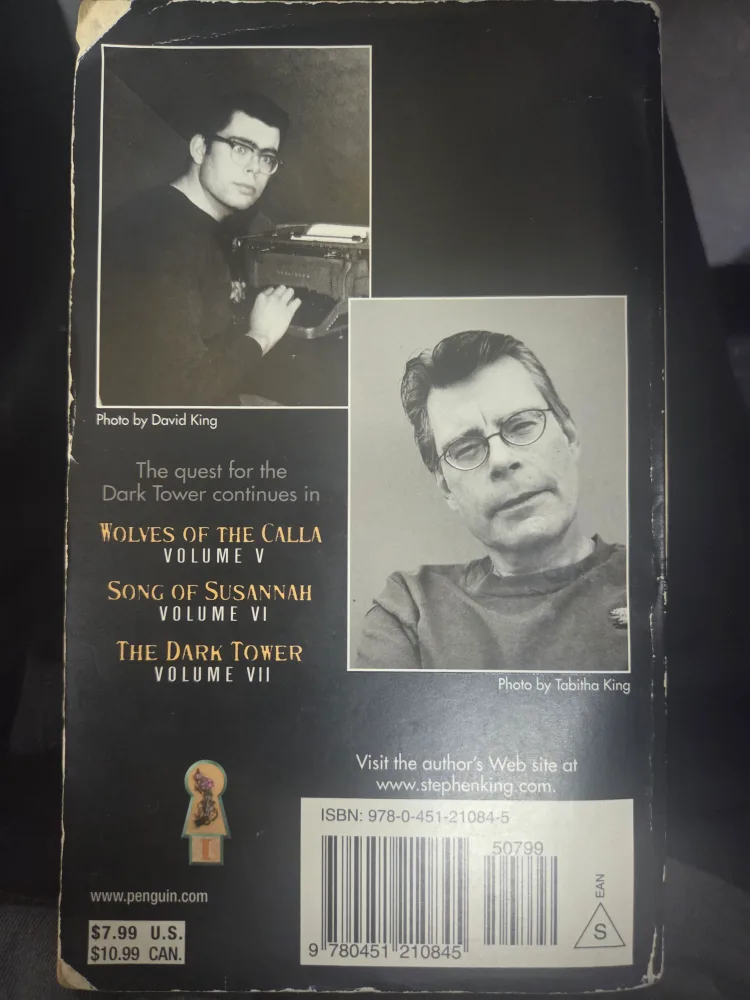 Photo by David King
The quest for the
Dark Tower continues in
WOLVES OF THE CALLA
VOLUME V
SONG OF SUSANNAH
VOLUME VI
THE DARK TOWER
VOLUME VII
Photo by Tabitha King
Visit the author's Web site at
www.stephenking.com.
I
www.penguin.com
$7.99 U.S.
$10.99 CAN.
ISBN: 978-0-451-21084-5
50799
9 780451 210845
EAN
S